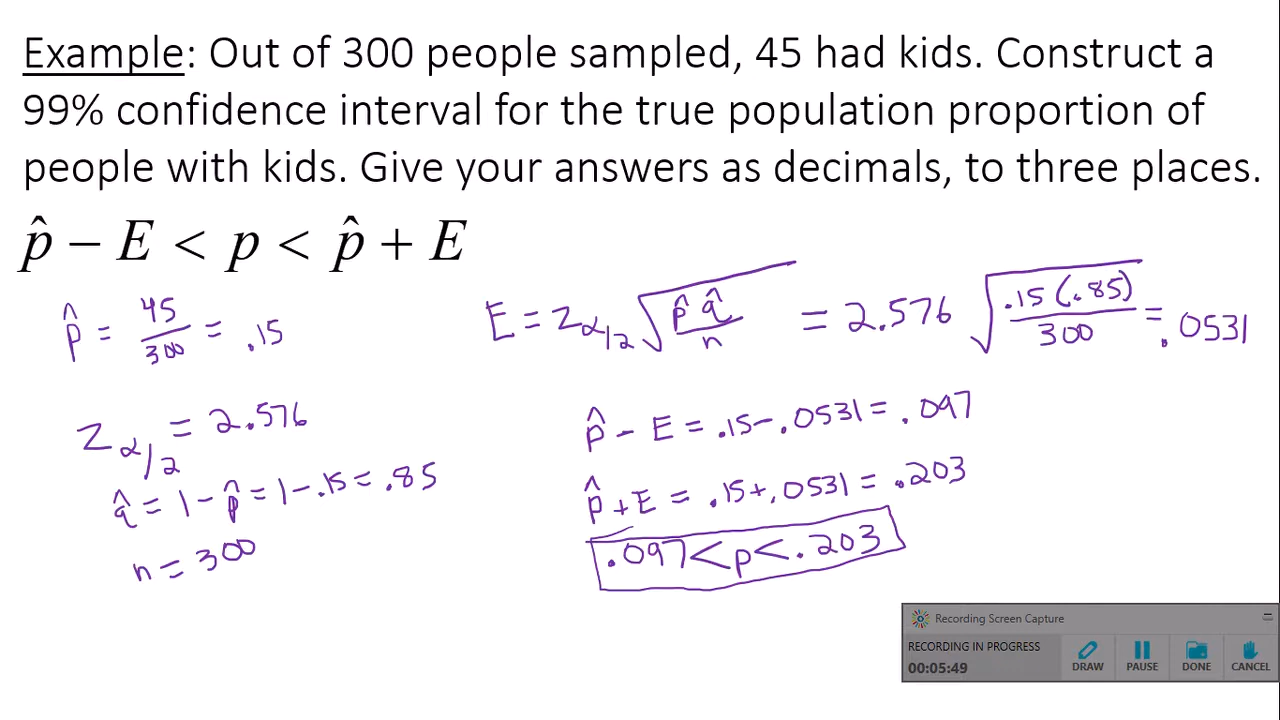 Example: Out of 300 people sampled, 45 had kids. Construct a
99% confidence interval for the true population proportion of
people with kids. Give your answers as decimals, to three places.
p̂ − E < p < p̂ + E
p̂ = 45/300 = .15
E = Zα/2 √(p̂ q̂/n) = 2.576 √(.15(.85)/300) = .0531
Zα/2 = 2.576
q̂ = 1 − p̂ = 1 − .15 = .85
n = 300
p̂ − E = .15 − .0531 = .097
p̂ + E = .15 + .0531 = .203
.097 < p < .203
Recording Screen Capture
RECORDING IN PROGRESS
00:05:49
DRAW PAUSE DONE CANCEL